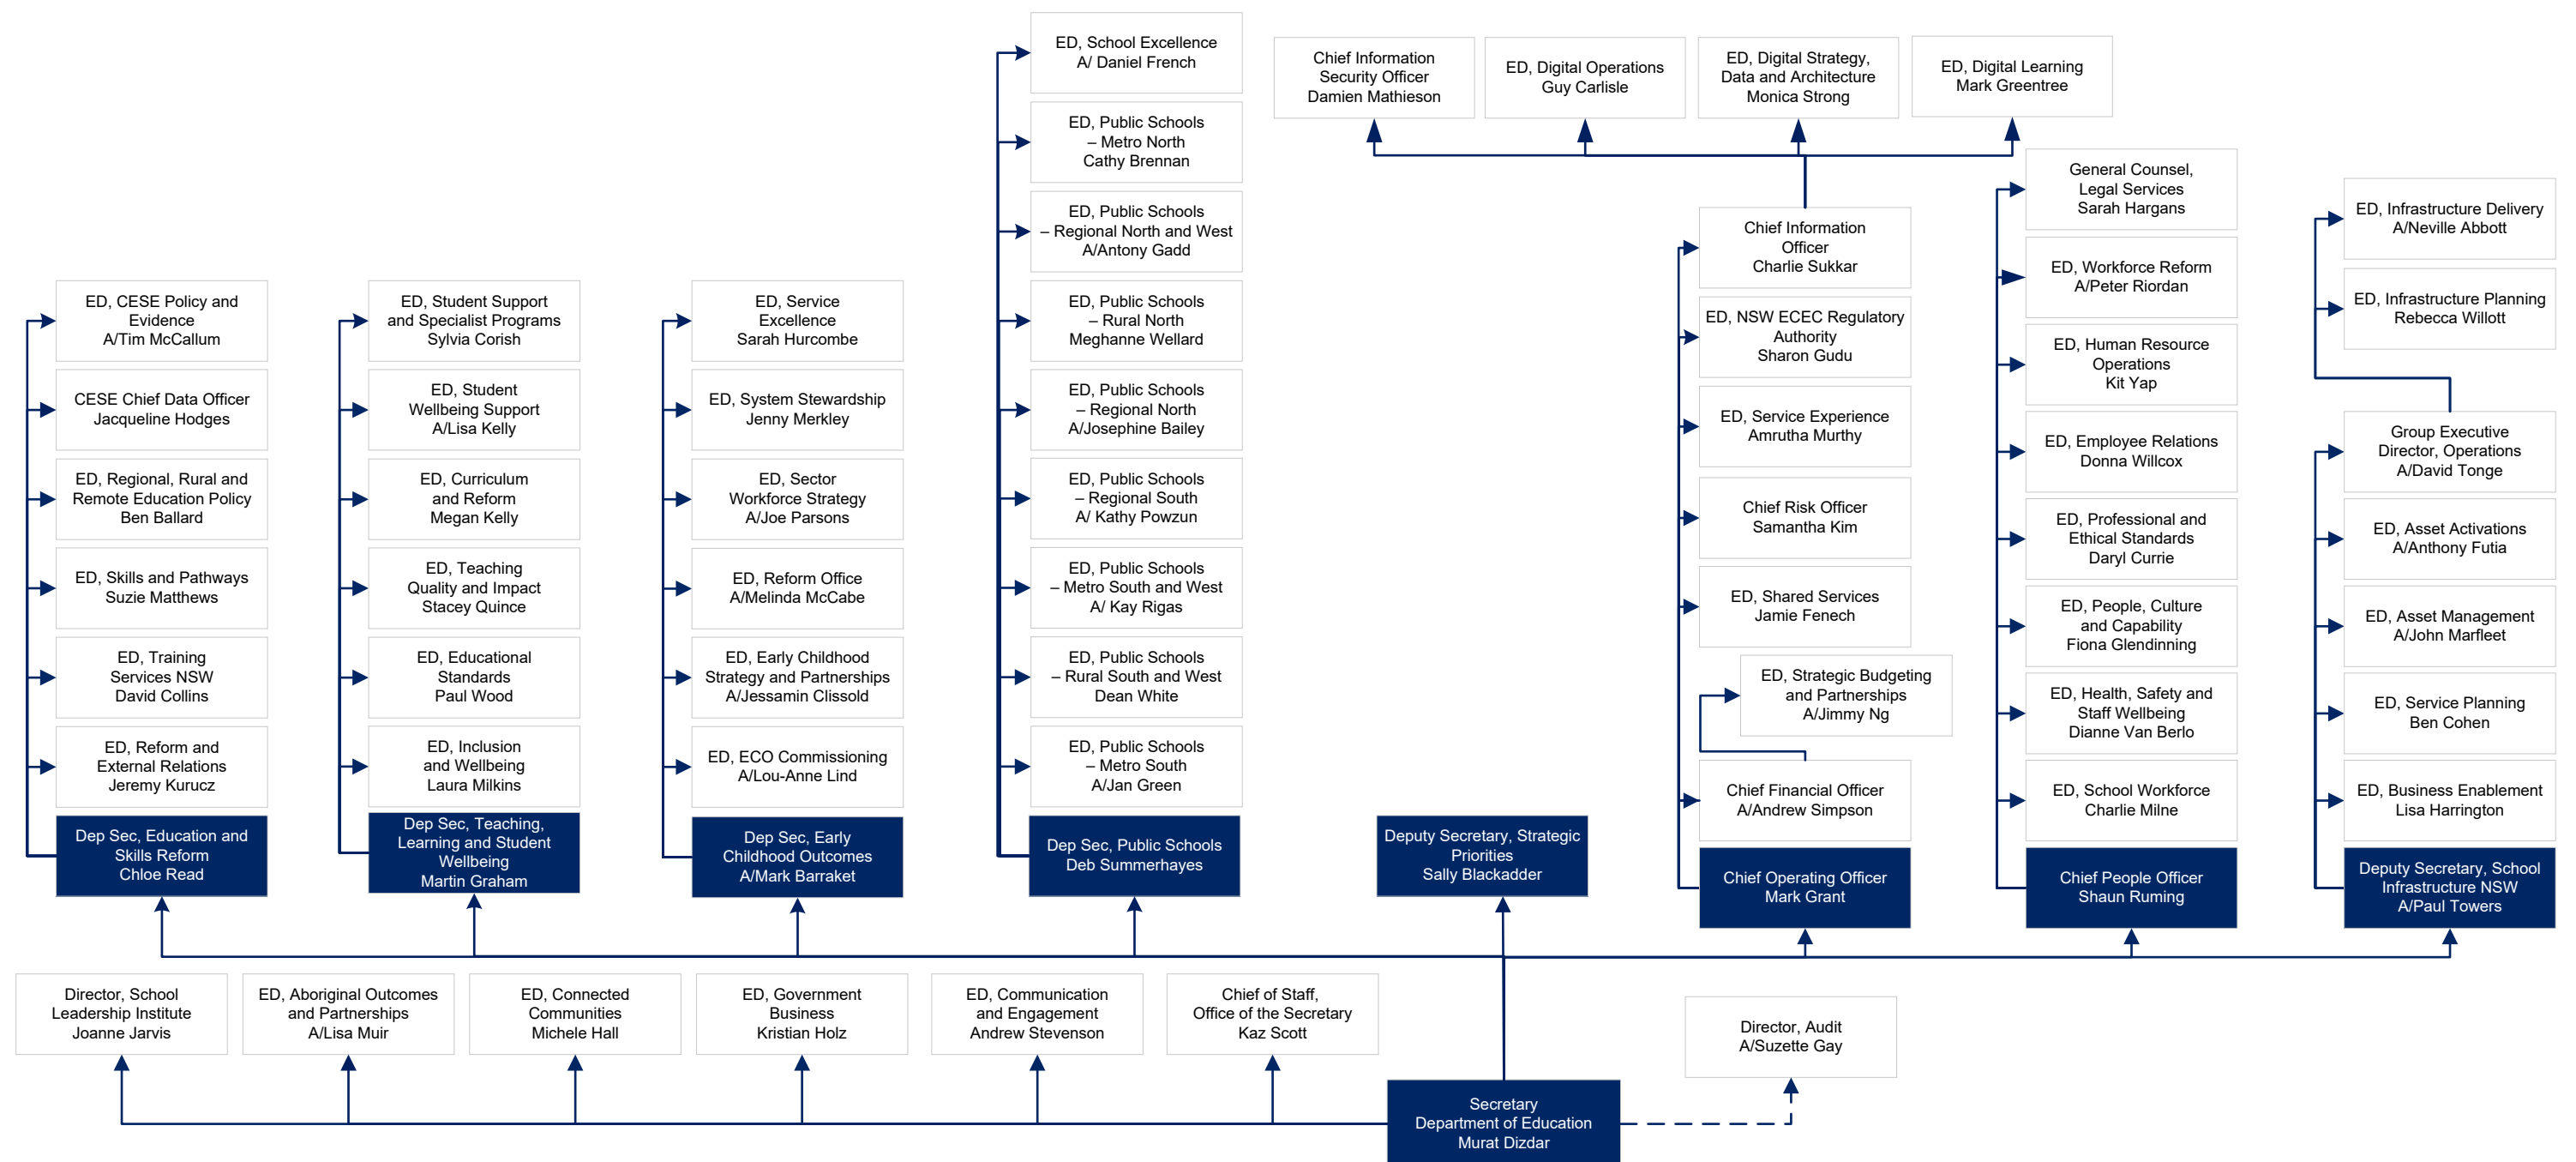 ED, School Excellence
A/ Daniel French
ED, Public Schools
– Metro North
Cathy Brennan
ED, Public Schools
– Regional North and West
A/Antony Gadd
ED, Public Schools
– Rural North
Meghanne Wellard
ED, Public Schools
– Regional North
A/Josephine Bailey
ED, Public Schools
– Regional South
A/ Kathy Powzun
ED, Public Schools
– Metro South and West
A/ Kay Rigas
ED, Public Schools
– Rural South and West
Dean White
ED, Public Schools
– Metro South
A/Jan Green
Dep Sec, Public Schools
Deb Summerhayes
Chief Information
Security Officer
Damien Mathieson
ED, Digital Operations
Guy Carlisle
ED, Digital Strategy,
Data and Architecture
Monica Strong
ED, Digital Learning
Mark Greentree
ED, CESE Policy and
Evidence
A/Tim McCallum
CESE Chief Data Officer
Jacqueline Hodges
ED, Regional, Rural and
Remote Education Policy
Ben Ballard
ED, Skills and Pathways
Suzie Matthews
ED, Training
Services NSW
David Collins
ED, Reform and
External Relations
Jeremy Kurucz
Dep Sec, Education and
Skills Reform
Chloe Read
ED, Student Support
and Specialist Programs
Sylvia Corish
ED, Student
Wellbeing Support
A/Lisa Kelly
ED, Curriculum
and Reform
Megan Kelly
ED, Teaching
Quality and Impact
Stacey Quince
ED, Educational
Standards
Paul Wood
ED, Inclusion
and Wellbeing
Laura Milkins
Dep Sec, Teaching,
Learning and Student
Wellbeing
Martin Graham
ED, Service
Excellence
Sarah Hurcombe
ED, System Stewardship
Jenny Merkley
ED, Sector
Workforce Strategy
A/Joe Parsons
ED, Reform Office
A/Melinda McCabe
ED, Early Childhood
Strategy and Partnerships
A/Jessamin Clissold
ED, ECO Commissioning
A/Lou-Anne Lind
Dep Sec, Early
Childhood Outcomes
A/Mark Barraket
Deputy Secretary, Strategic
Priorities
Sally Blackadder
Chief Information
Officer
Charlie Sukkar
ED, NSW ECEC Regulatory
Authority
Sharon Gudu
ED, Service Experience
Amrutha Murthy
Chief Risk Officer
Samantha Kim
ED, Shared Services
Jamie Fenech
ED, Strategic Budgeting
and Partnerships
A/Jimmy Ng
Chief Financial Officer
A/Andrew Simpson
Chief Operating Officer
Mark Grant
General Counsel,
Legal Services
Sarah Hargans
ED, Workforce Reform
A/Peter Riordan
ED, Human Resource
Operations
Kit Yap
ED, Employee Relations
Donna Willcox
ED, Professional and
Ethical Standards
Daryl Currie
ED, People, Culture
and Capability
Fiona Glendinning
ED, Health, Safety and
Staff Wellbeing
Dianne Van Berlo
ED, School Workforce
Charlie Milne
Chief People Officer
Shaun Ruming
ED, Infrastructure Delivery
A/Neville Abbott
ED, Infrastructure Planning
Rebecca Willott
Group Executive
Director, Operations
A/David Tonge
ED, Asset Activations
A/Anthony Futia
ED, Asset Management
A/John Marfleet
ED, Service Planning
Ben Cohen
ED, Business Enablement
Lisa Harrington
Deputy Secretary, School
Infrastructure NSW
A/Paul Towers
Director, School
Leadership Institute
Joanne Jarvis
ED, Aboriginal Outcomes
and Partnerships
A/Lisa Muir
ED, Connected
Communities
Michele Hall
ED, Government
Business
Kristian Holz
ED, Communication
and Engagement
Andrew Stevenson
Chief of Staff,
Office of the Secretary
Kaz Scott
Director, Audit
A/Suzette Gay
Secretary
Department of Education
Murat Dizdar